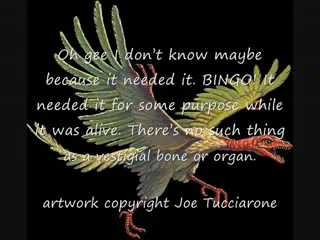 Oh gee I don't know maybe
because it needed it. BINGO! It
needed it for some purpose while
it was alive. There's no such thing
as a vestigial bone or organ.
artwork copyright Joe Tucciarone